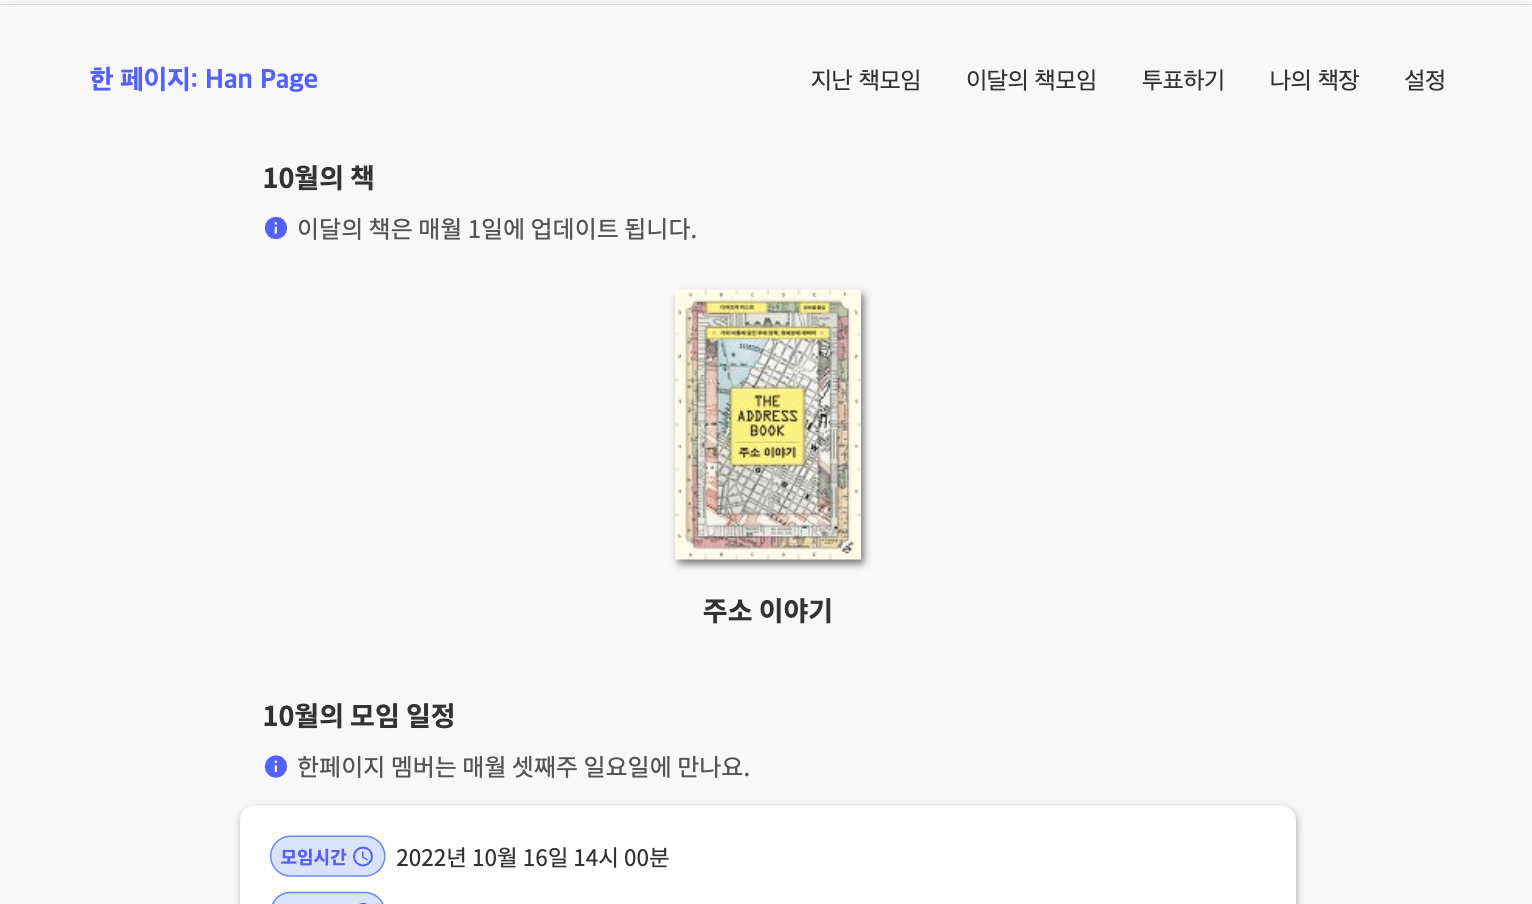 한 페이지: Han Page
지난 책모임 이달의 책모임 투표하기 나의 책장 설정
10월의 책
이달의 책은 매월 1일에 업데이트 됩니다.
THE
ADDRESS
BOOK
주소 이야기
주소 이야기
10월의 모임 일정
한페이지 멤버는 매월 셋째주 일요일에 만나요.
모임시간 2022년 10월 16일 14시 00분